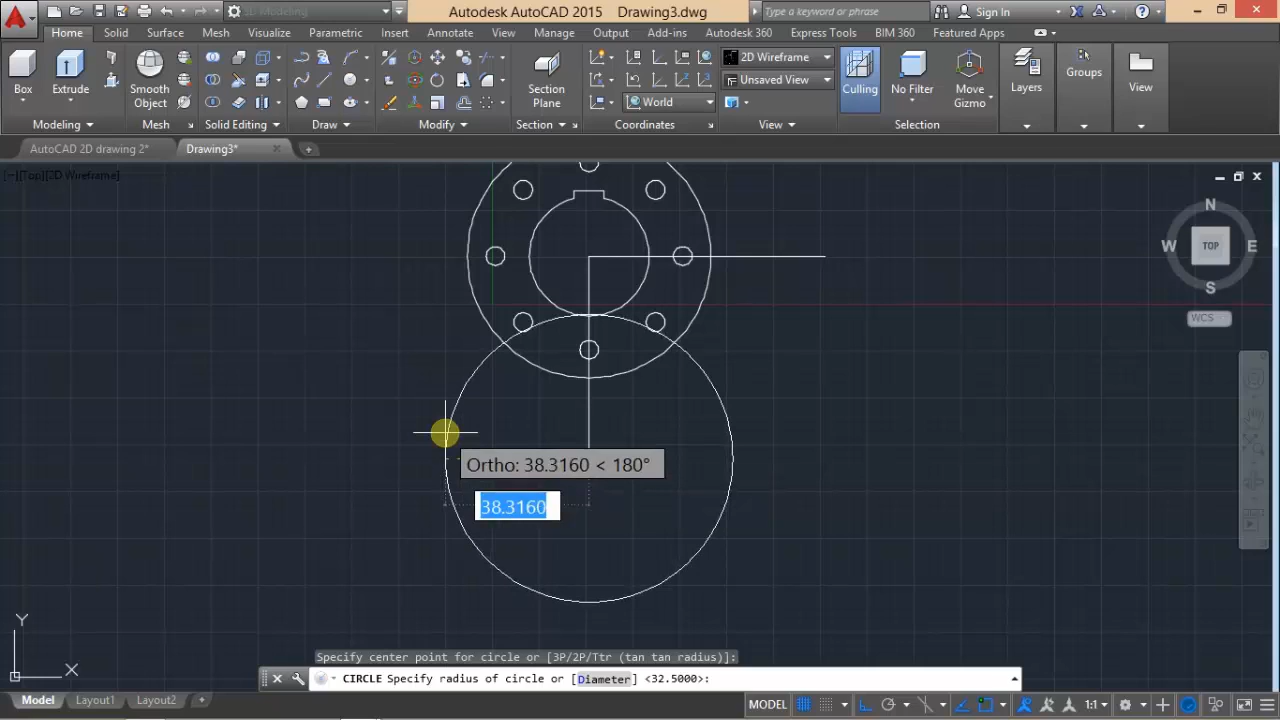 3D Modeling
Autodesk AutoCAD 2015 Drawing3.dwg
Type a keyword or phrase
Sign In
Home Solid Surface Mesh Visualize Parametric Insert Annotate View Manage Output Add-ins Autodesk 360 Express Tools BIM 360 Featured Apps
Box
Extrude
Smooth
Object
Section
Plane
World
2D Wireframe
Unsaved View
Culling
No Filter
Move
Gizmo
Layers
Groups
View
Modeling Mesh Solid Editing Draw Modify Section Coordinates View Selection
AutoCAD 2D drawing 2* Drawing3*
[−][Top][2D Wireframe]
N
W TOP E
S
WCS
Ortho: 38.3160 < 180°
38.3160
Y
X
Specify center point for circle or [3P/2P/Ttr (tan tan radius)]:
CIRCLE Specify radius of circle or [Diameter] <32.5000>:
Model Layout1 Layout2 +
MODEL 1:1